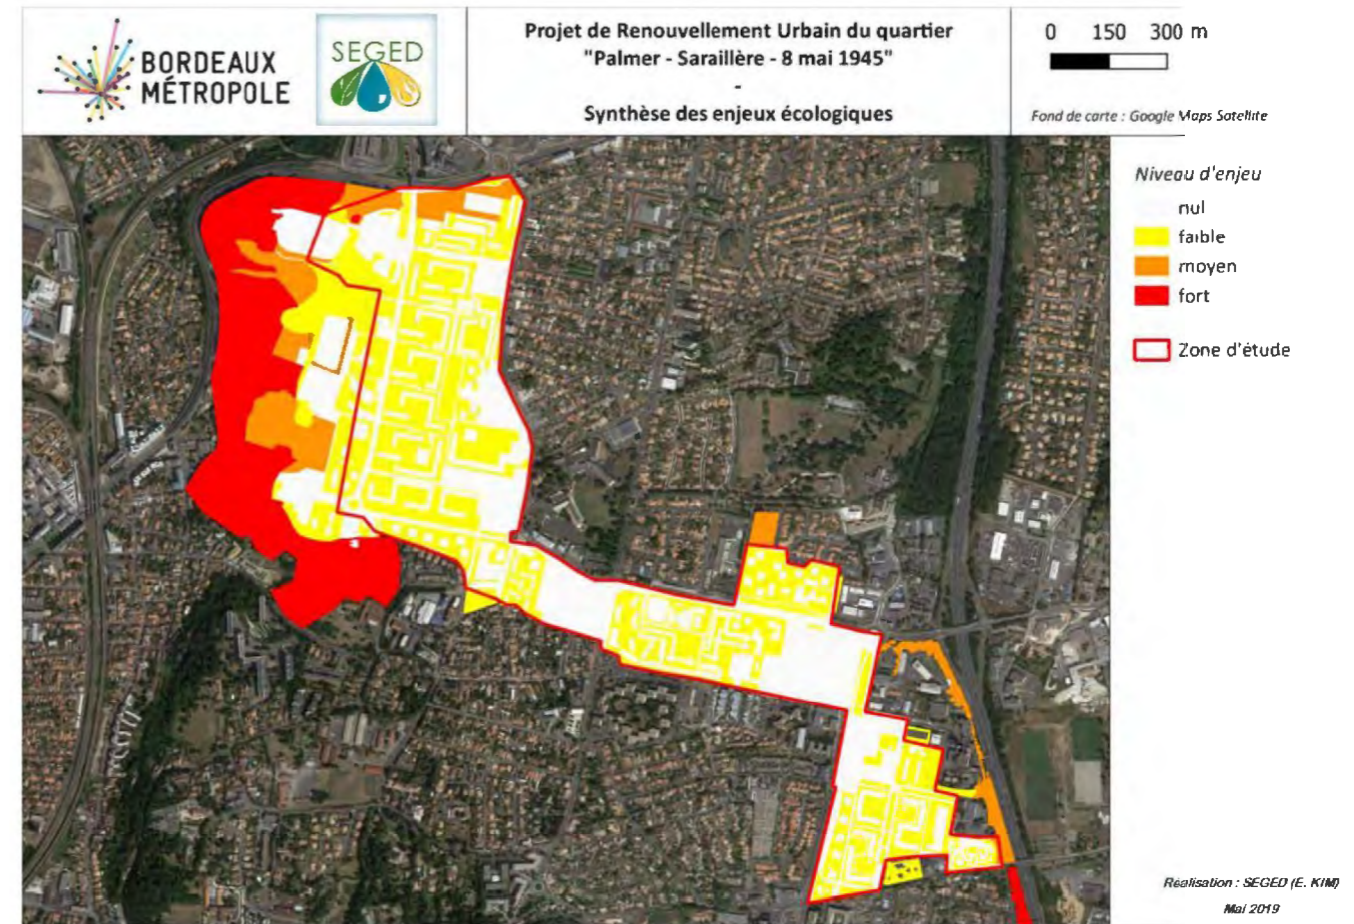 BORDEAUX
MÉTROPOLE
SEGED
Projet de Renouvellement Urbain du quartier
"Palmer - Saraillère - 8 mai 1945"
-
Synthèse des enjeux écologiques
0 150 300 m
Fond de carte : Google Maps Satellite
Niveau d'enjeu
nul
faible
moyen
fort
Zone d'étude
Réalisation : SEGED (E. KIM)
Mai 2019